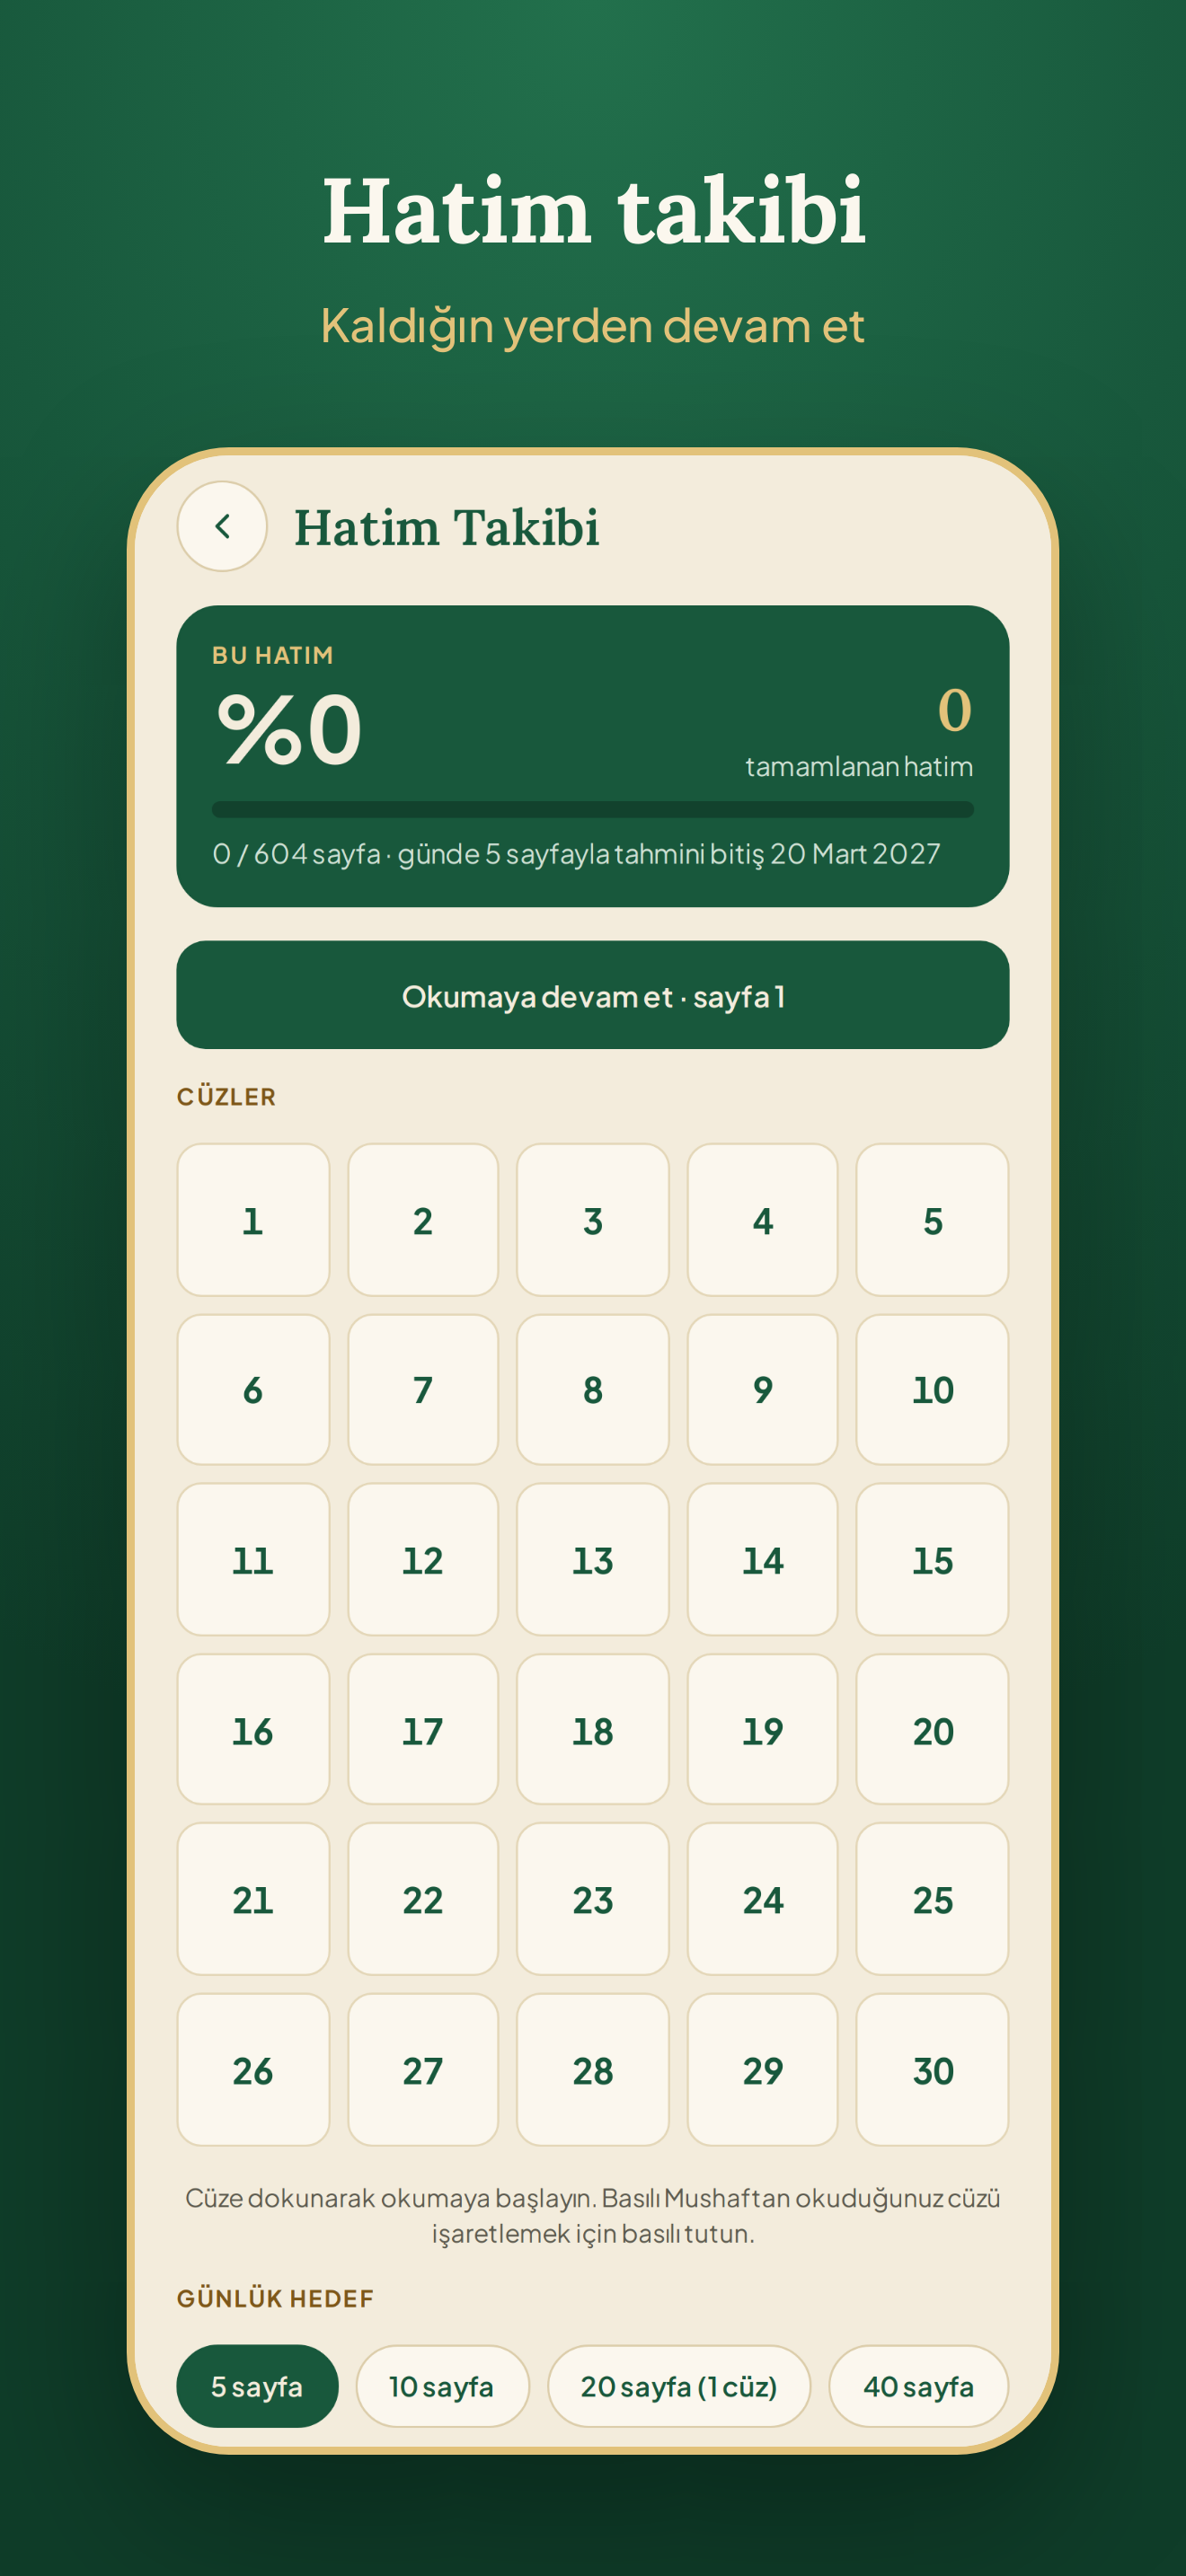 Hatim takibi
Kaldığın yerden devam et
Hatim Takibi
BU HATIM
%0
0
tamamlanan hatim
0 / 604 sayfa · günde 5 sayfayla tahmini bitiş 20 Mart 2027
Okumaya devam et · sayfa 1
CÜZLER
1 2 3 4 5
6 7 8 9 10
11 12 13 14 15
16 17 18 19 20
21 22 23 24 25
26 27 28 29 30
Cüze dokunarak okumaya başlayın. Basılı Mushaftan okuduğunuz cüzü
işaretlemek için basılı tutun.
GÜNLÜK HEDEF
5 sayfa 10 sayfa 20 sayfa (1 cüz) 40 sayfa